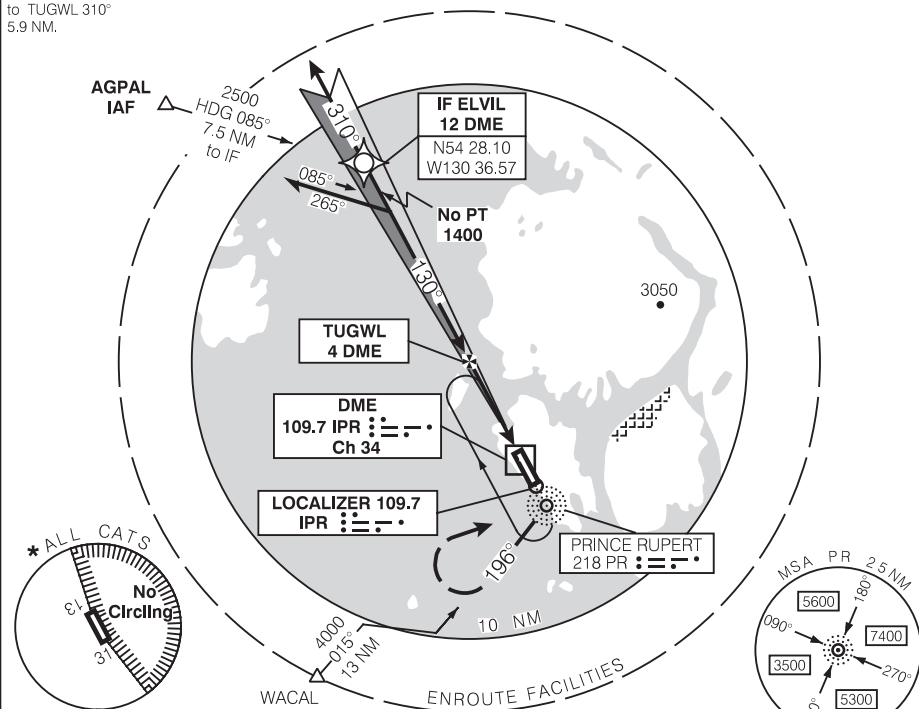 to TUGWL 310°
5.9 NM.
AGPAL
IAF
2500
HDG 085°
7.5 NM
to IF
310°
IF ELVIL
12 DME
N54 28.10
W130 36.57
085°
265°
No PT
1400
130°
3050
TUGWL
4 DME
DME
109.7 IPR
Ch 34
LOCALIZER 109.7
IPR
PRINCE RUPERT
218 PR
196°
* ALL CATS
No
Circling
13
31
4000
015°
13 NM
WACAL
10 NM
ENROUTE FACILITIES
MSA PR 25 NM
5600
180°
090°
7400
3500
270°
5300